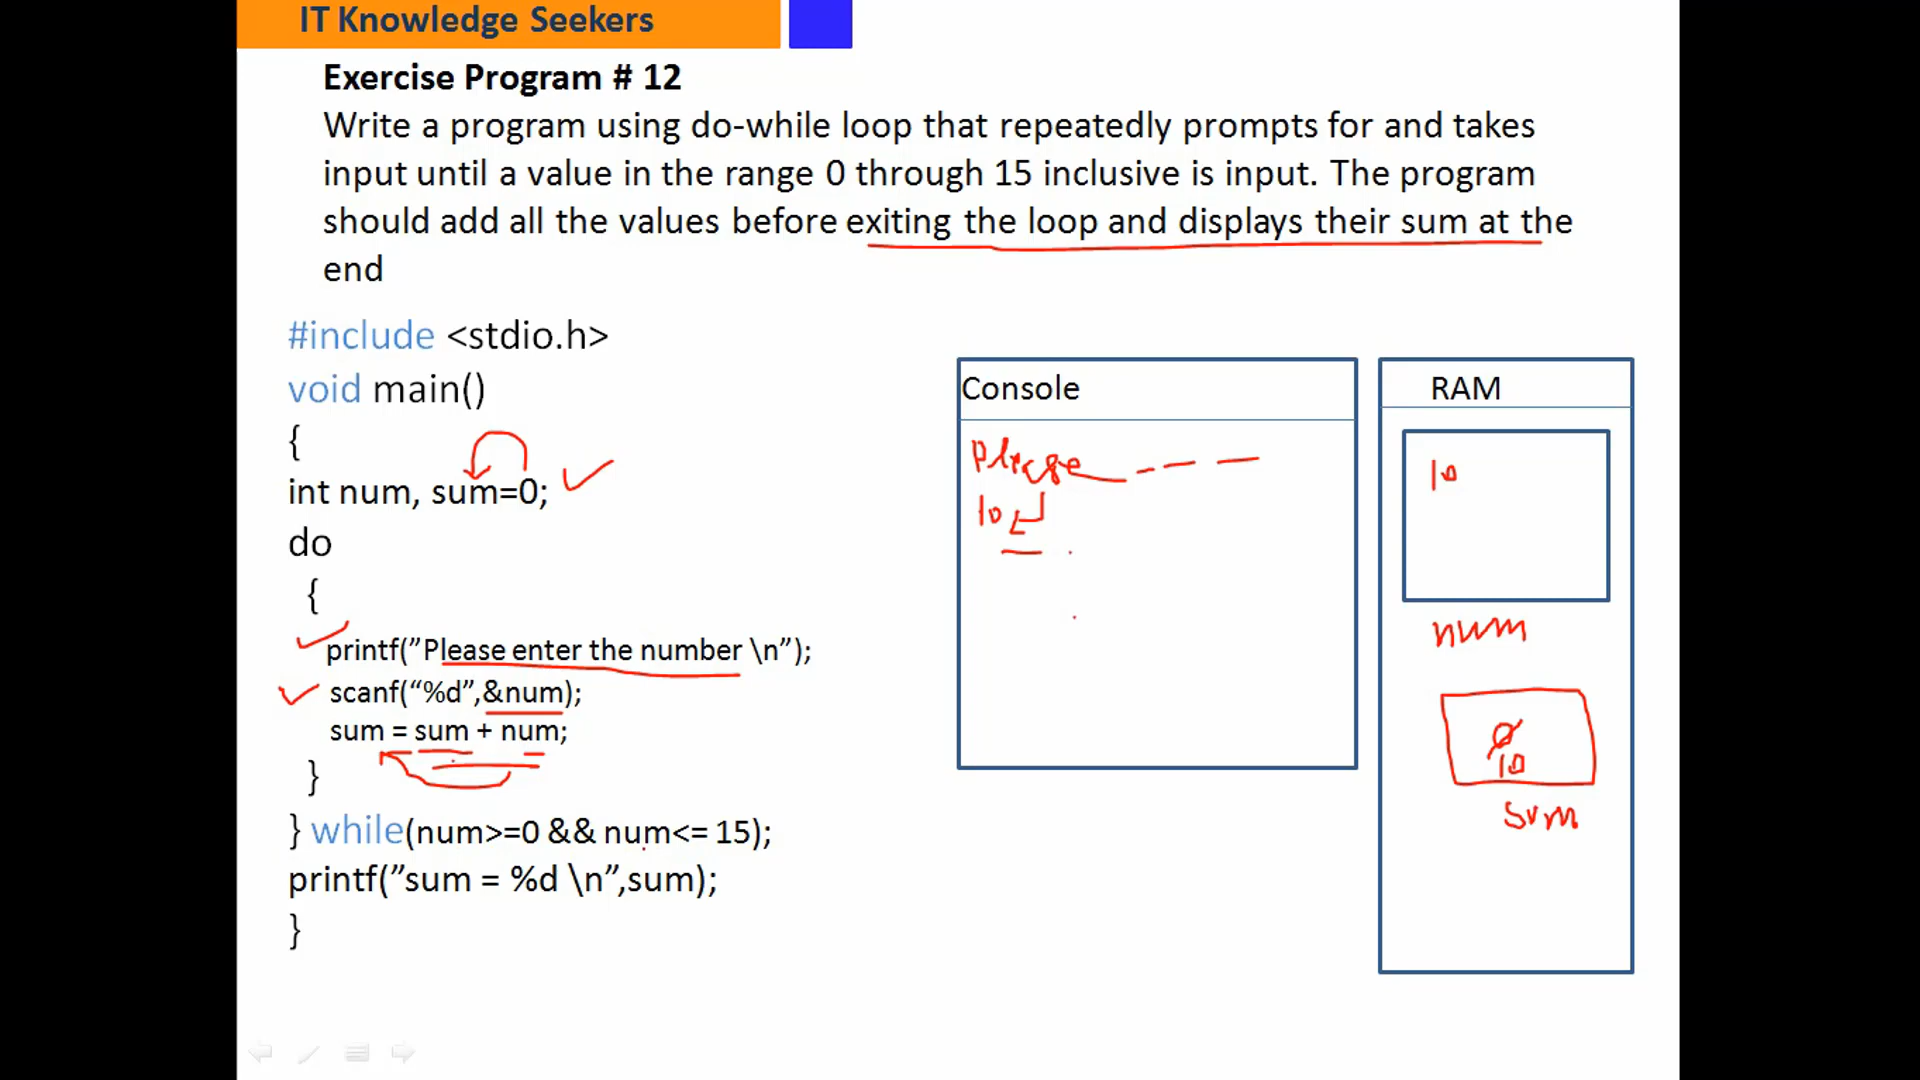 IT Knowledge Seekers
Exercise Program # 12
Write a program using do-while loop that repeatedly prompts for and takes
input until a value in the range 0 through 15 inclusive is input. The program
should add all the values before exiting the loop and displays their sum at the
end
#include <stdio.h>
void main()
{
int num, sum=0;
do
{
printf(”Please enter the number \n”);
scanf(“%d”,&num);
sum = sum + num;
}
} while(num>=0 && num<= 15);
printf(”sum = %d \n”,sum);
}
Console
Please
10
RAM
10
num
0
10
sum